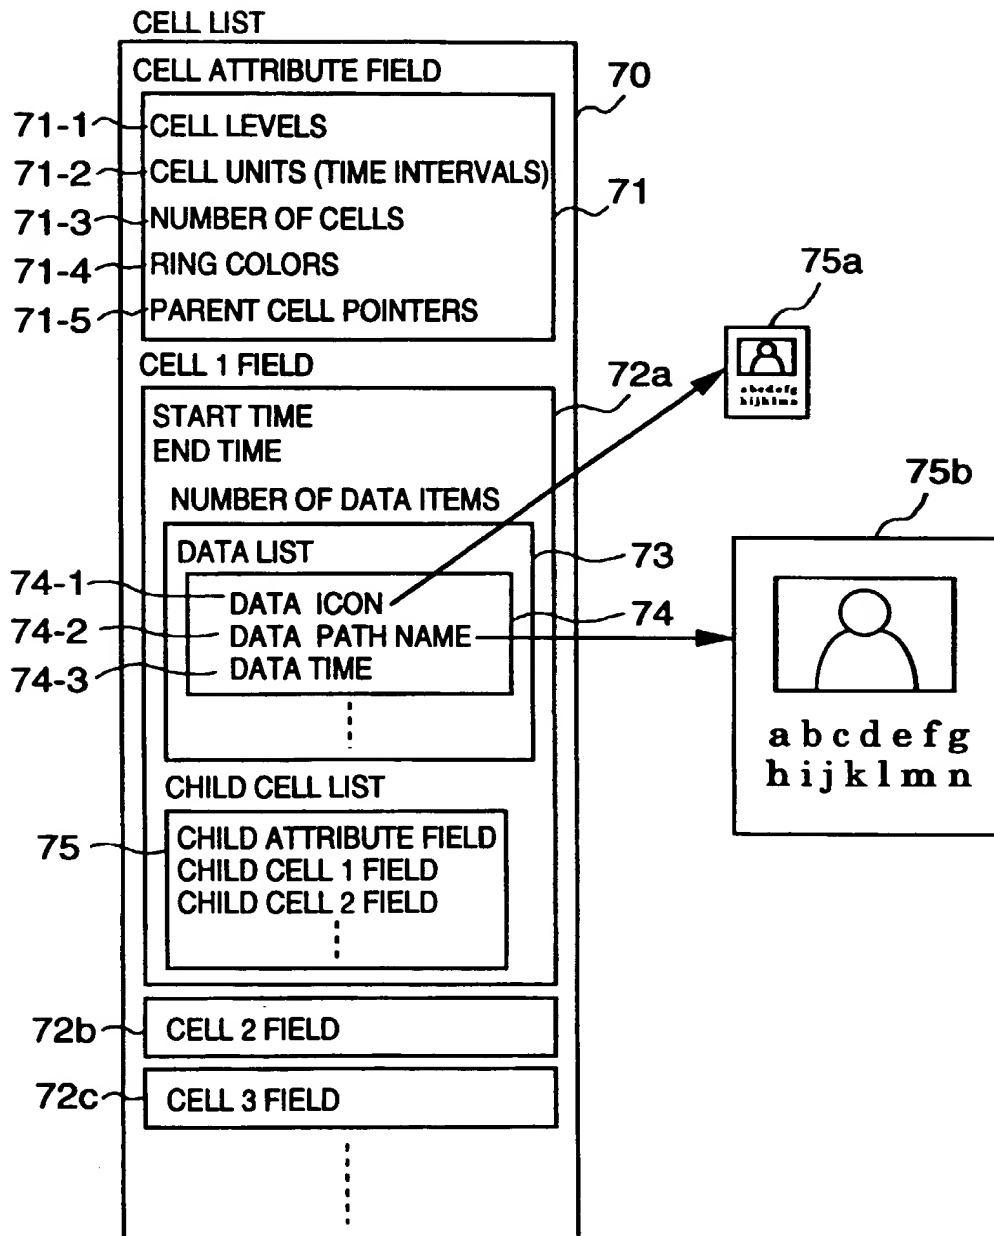 CELL LIST
CELL ATTRIBUTE FIELD
70
71-1 CELL LEVELS
71-2 CELL UNITS (TIME INTERVALS)
71
71-3 NUMBER OF CELLS
71-4 RING COLORS
71-5 PARENT CELL POINTERS
75a
abcdefg
hijklmn
CELL 1 FIELD
72a
START TIME
END TIME
NUMBER OF DATA ITEMS
75b
DATA LIST
73
74-1 DATA ICON
74
74-2 DATA PATH NAME
74-3 DATA TIME
a b c d e f g
h i j k l m n
CHILD CELL LIST
75 CHILD ATTRIBUTE FIELD
CHILD CELL 1 FIELD
CHILD CELL 2 FIELD
72b CELL 2 FIELD
72c CELL 3 FIELD